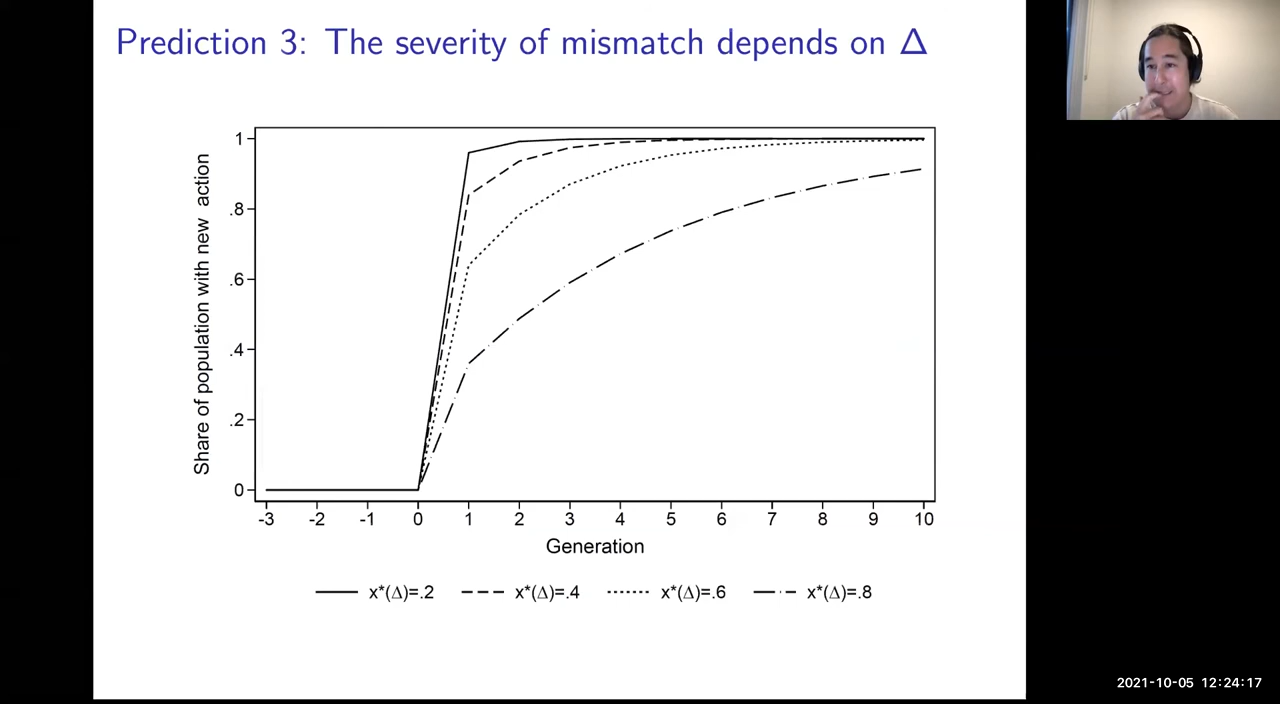 Prediction 3: The severity of mismatch depends on Δ
Share of population with new action
1
.8
.6
.4
.2
0
-3 -2 -1 0 1 2 3 4 5 6 7 8 9 10
Generation
x*(Δ)=.2 x*(Δ)=.4 x*(Δ)=.6 x*(Δ)=.8
2021-10-05 12:24:17